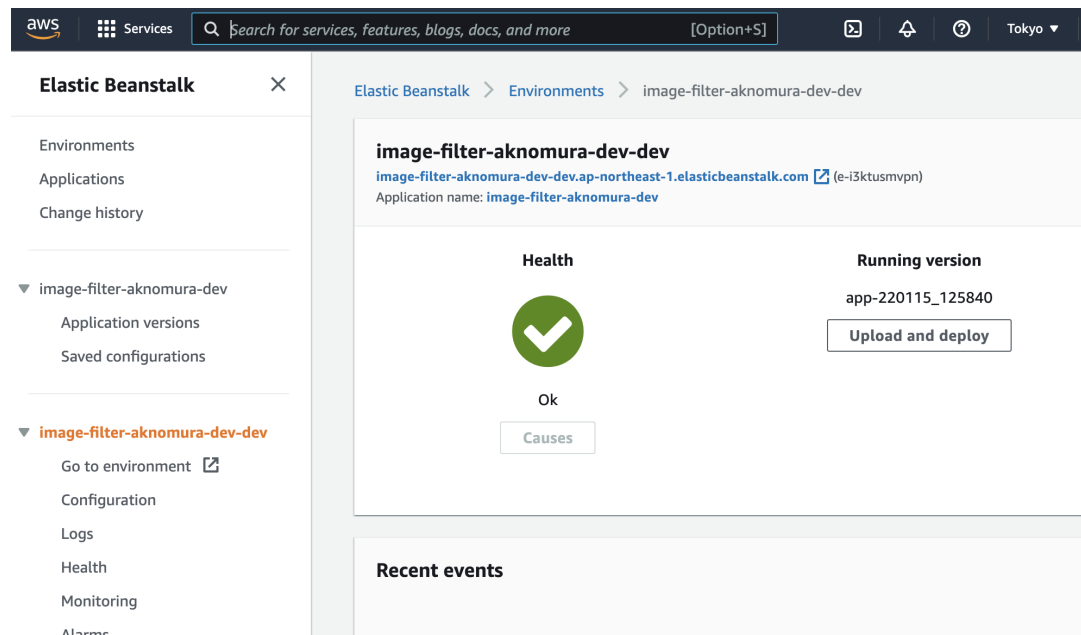 aws
Services
Search for services, features, blogs, docs, and more [Option+S]
Tokyo ▼
Elastic Beanstalk
Environments
Applications
Change history
image-filter-aknomura-dev
Application versions
Saved configurations
image-filter-aknomura-dev-dev
Go to environment
Configuration
Logs
Health
Monitoring
Alarms
Elastic Beanstalk > Environments > image-filter-aknomura-dev-dev
image-filter-aknomura-dev-dev
image-filter-aknomura-dev-dev.ap-northeast-1.elasticbeanstalk.com (e-i3ktusmvpn)
Application name: image-filter-aknomura-dev
Health
Ok
Causes
Running version
app-220115_125840
Upload and deploy
Recent events